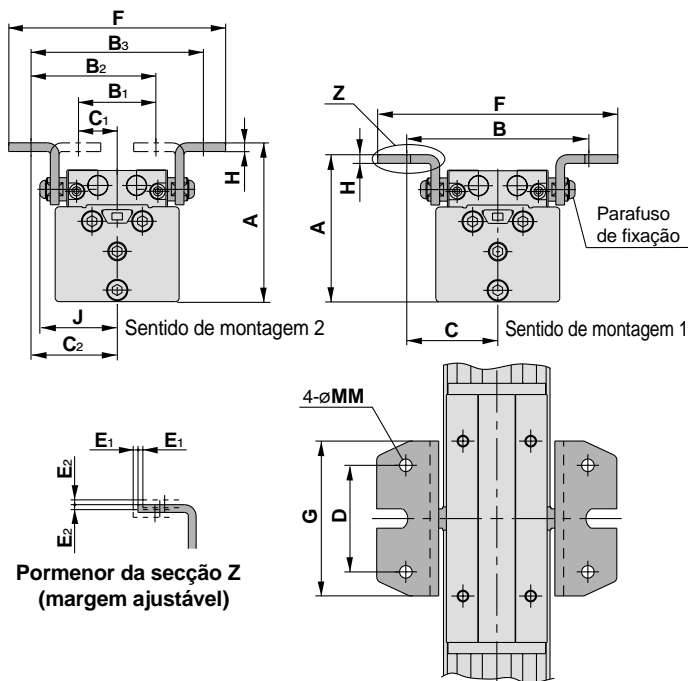 F
B3
B2
B1
C1
H
A
J
C2
Sentido de montagem 2
Z
F
B
H
A
C
Parafuso
de fixação
Sentido de montagem 1
E1 E1
E2
E2
Pormenor da secção Z
(margem ajustável)
4-øMM
G
D